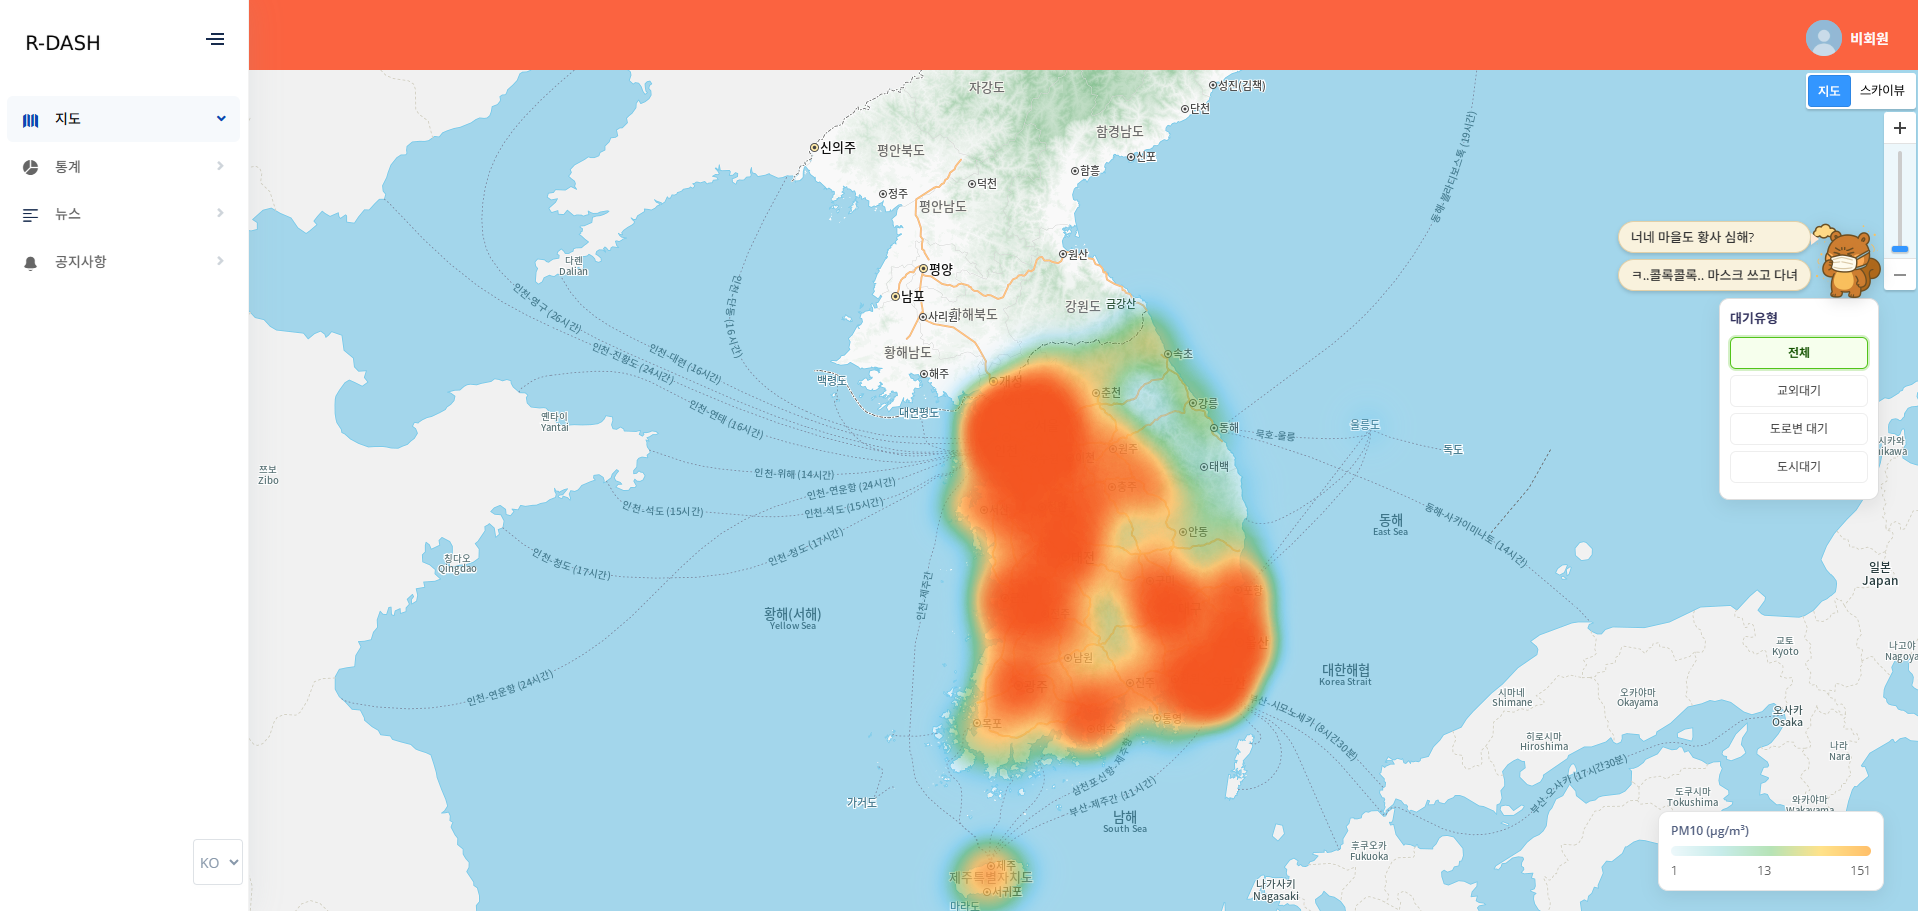 R-DASH
비회원
지도
통계
뉴스
공지사항
KO
지도
스카이뷰
너네 마을도 황사 심해?
ㅋ..콜록콜록.. 마스크 쓰고 다녀
대기유형
전체
교외대기
도로변 대기
도시대기
자강도
성진(김책)
단천
함경남도
신포
신의주
평안북도
함흥
덕천
정주
평안남도
원산
평양
남포
강원도
금강산
사리원
황해북도
황해남도
해주
백령도
대연평도
개성
속초
춘천
강릉
동해
원주
태백
충주
안동
울릉도
독도
묵호-울릉
동해-블라디보스톡 (19시간)
동해-사카이미나토 (14시간)
다롄
Dalian
옌타이
Yantai
쯔보
Zibo
칭다오
Qingdao
인천-영구 (26시간)
인천-단동 (16시간)
인천-대련 (16시간)
인천-진황도 (24시간)
인천-연태 (16시간)
인천-위해 (14시간)
인천-연운항 (24시간)
인천-석도 (15시간)
인천-석도 (15시간)
인천-청도 (17시간)
인천-청도 (17시간)
인천-연운항 (24시간)
인천-제주간
황해(서해)
Yellow Sea
동해
East Sea
대한해협
Korea Strait
남해
South Sea
남원
진주
목포
통영
가거도
삼천포신항-제주항
부산-제주간 (11시간)
부산-시모노세키 (8시간30분)
부산-오사카 (17시간30분)
제주
제주특별자치도
서귀포
마라도
일본
Japan
교토
Kyoto
나고야
Nagoya
시마네
Shimane
오카야마
Okayama
오사카
Osaka
히로시마
Hiroshima
나라
Nara
도쿠시마
Tokushima
와카야마
Wakayama
후쿠오카
Fukuoka
나가사키
Nagasaki
PM10 (µg/m³)
1
13
151